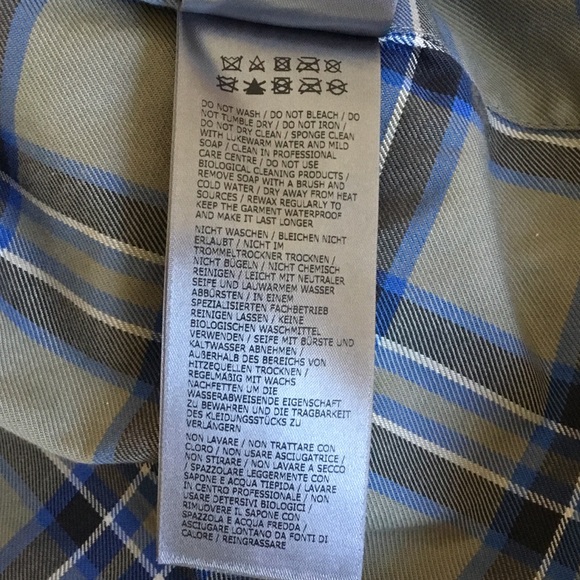 DO NOT WASH / DO NOT BLEACH / DO
NOT TUMBLE DRY / DO NOT IRON /
DO NOT DRY CLEAN / SPONGE CLEAN
WITH LUKEWARM WATER AND MILD
SOAP / CLEAN IN PROFESSIONAL
CARE CENTRE / DO NOT USE
BIOLOGICAL CLEANING PRODUCTS /
REMOVE SOAP WITH A BRUSH AND
COLD WATER / DRY AWAY FROM HEAT
SOURCES / REWAX REGULARLY TO
KEEP THE GARMENT WATERPROOF
AND MAKE IT LAST LONGER
NICHT WASCHEN / BLEICHEN NICHT
ERLAUBT / NICHT IM
TROMMELTROCKNER TROCKNEN /
NICHT BÜGELN / NICHT CHEMISCH
REINIGEN / LEICHT MIT NEUTRALER
SEIFE UND LAUWARMEM WASSER
ABBÜRSTEN / IN EINEM
SPEZIALISIERTEN FACHBETRIEB
REINIGEN LASSEN / KEINE
BIOLOGISCHEN WASCHMITTEL
VERWENDEN / SEIFE MIT BÜRSTE UND
KALTWASSER ABNEHMEN /
AUßERHALB DES BEREICHS VON
HITZEQUELLEN TROCKNEN /
REGELMÄßIG MIT WACHS
NACHFETTEN UM DIE
WASSERABWEISENDE EIGENSCHAFT
ZU BEWAHREN UND DIE TRAGBARKEIT
DES KLEIDUNGSSTÜCKS ZU
VERLÄNGERN
NON LAVARE / NON TRATTARE CON
CLORO / NON USARE ASCIUGATRICE /
NON STIRARE / NON LAVARE A SECCO
/ SPAZZOLARE LEGGERMENTE CON
SAPONE E ACQUA TIEPIDA / LAVARE
IN CENTRO PROFESSIONALE / NON
USARE DETERSIVI BIOLOGICI /
RIMUOVERE IL SAPONE CON
SPAZZOLA E ACQUA FREDDA /
ASCIUGARE LONTANO DA FONTI DI
CALORE / REINGRASSARE